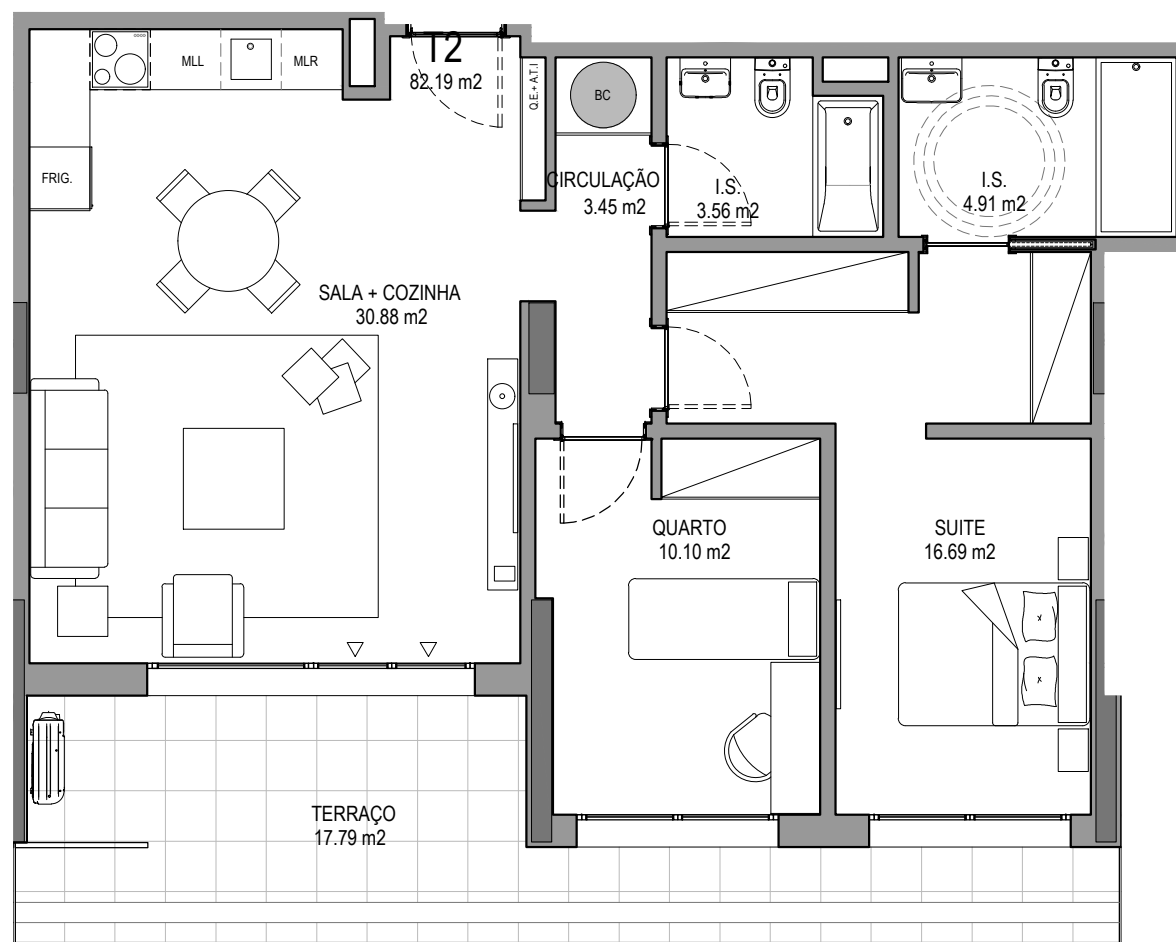 T2
82.19 m2
MLL
MLR
Q.E.+ A.T.I
BC
FRIG.
CIRCULAÇÃO
3.45 m2
I.S.
3.56 m2
I.S.
4.91 m2
SALA + COZINHA
30.88 m2
QUARTO
10.10 m2
SUITE
16.69 m2
TERRAÇO
17.79 m2